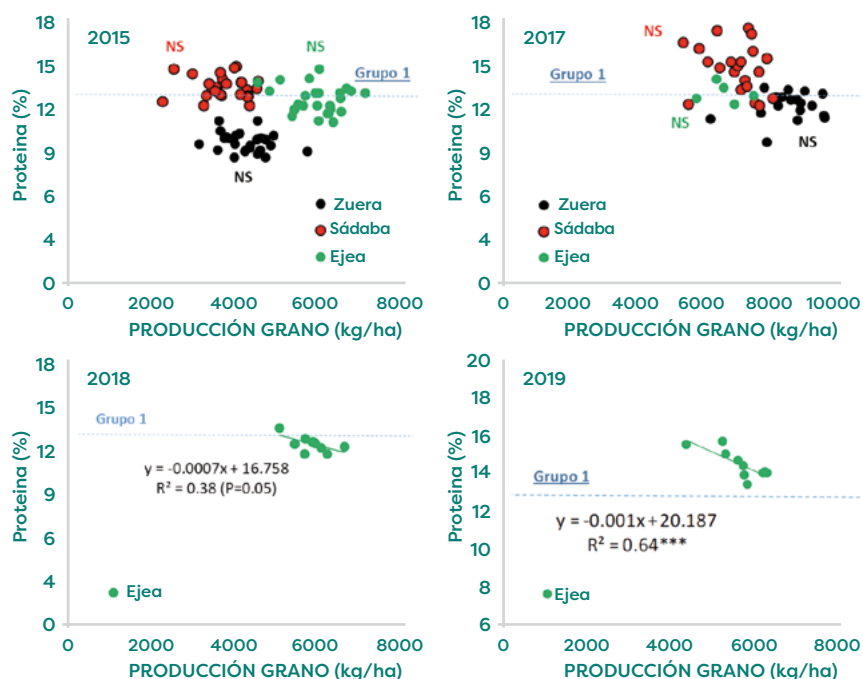 2015
NS
NS
Grupo 1
NS
Zuera
Sádaba
Ejea
Proteina (%)
18
15
12
9
6
4
0
0 2000 4000 6000 8000
PRODUCCIÓN GRANO (kg/ha)
2017
NS
Grupo 1
NS
NS
Zuera
Sádaba
Ejea
Proteina (%)
18
15
12
9
6
4
0
0 2000 4000 6000 8000 10000
PRODUCCIÓN GRANO (kg/ha)
2018
Grupo 1
y = -0.0007x + 16.758
R² = 0.38 (P=0.05)
Ejea
Proteina (%)
18
15
12
9
6
4
0
0 2000 4000 6000 8000
PRODUCCIÓN GRANO (kg/ha)
2019
Grupo 1
y = -0.001x + 20.187
R² = 0.64***
Ejea
Proteina (%)
20
18
16
14
12
10
8
6
0 2000 4000 6000 8000
PRODUCCIÓN GRANO (kg/ha)